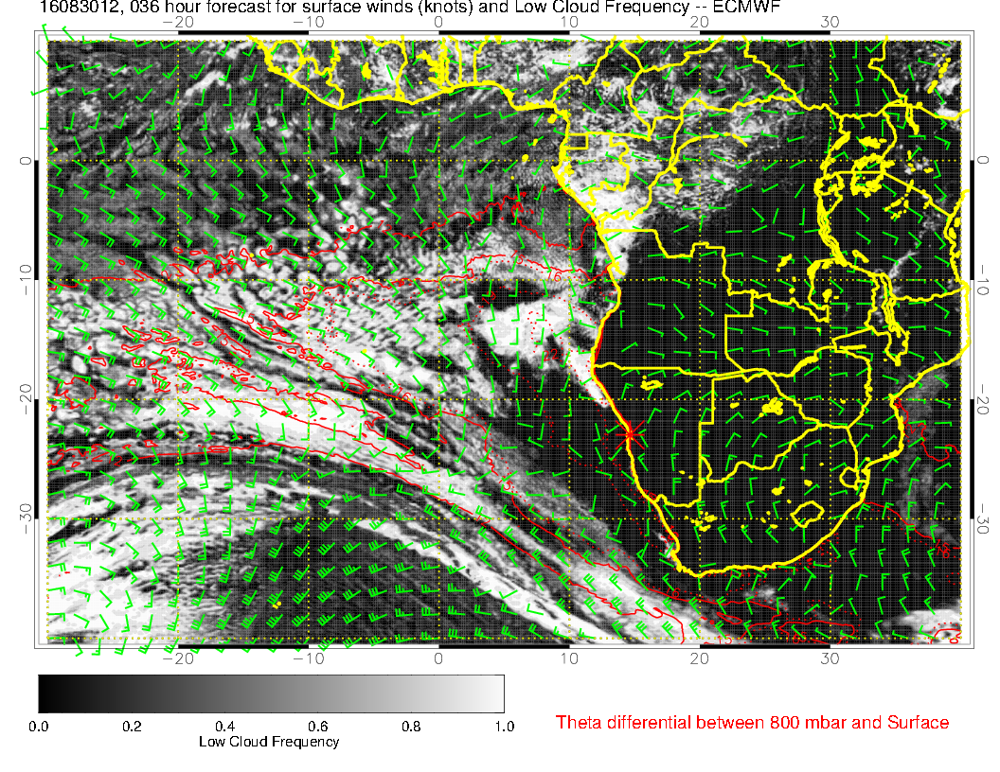 16083012, 036 hour forecast for surface winds (knots) and Low Cloud Frequency -- ECMWF
−20 −10 0 10 20 30
0 0
−10 −10
−20 −20
−30 −30
−20 −10 0 10 20 30
0.0 0.2 0.4 0.6 0.8 1.0
Low Cloud Frequency
Theta differential between 800 mbar and Surface